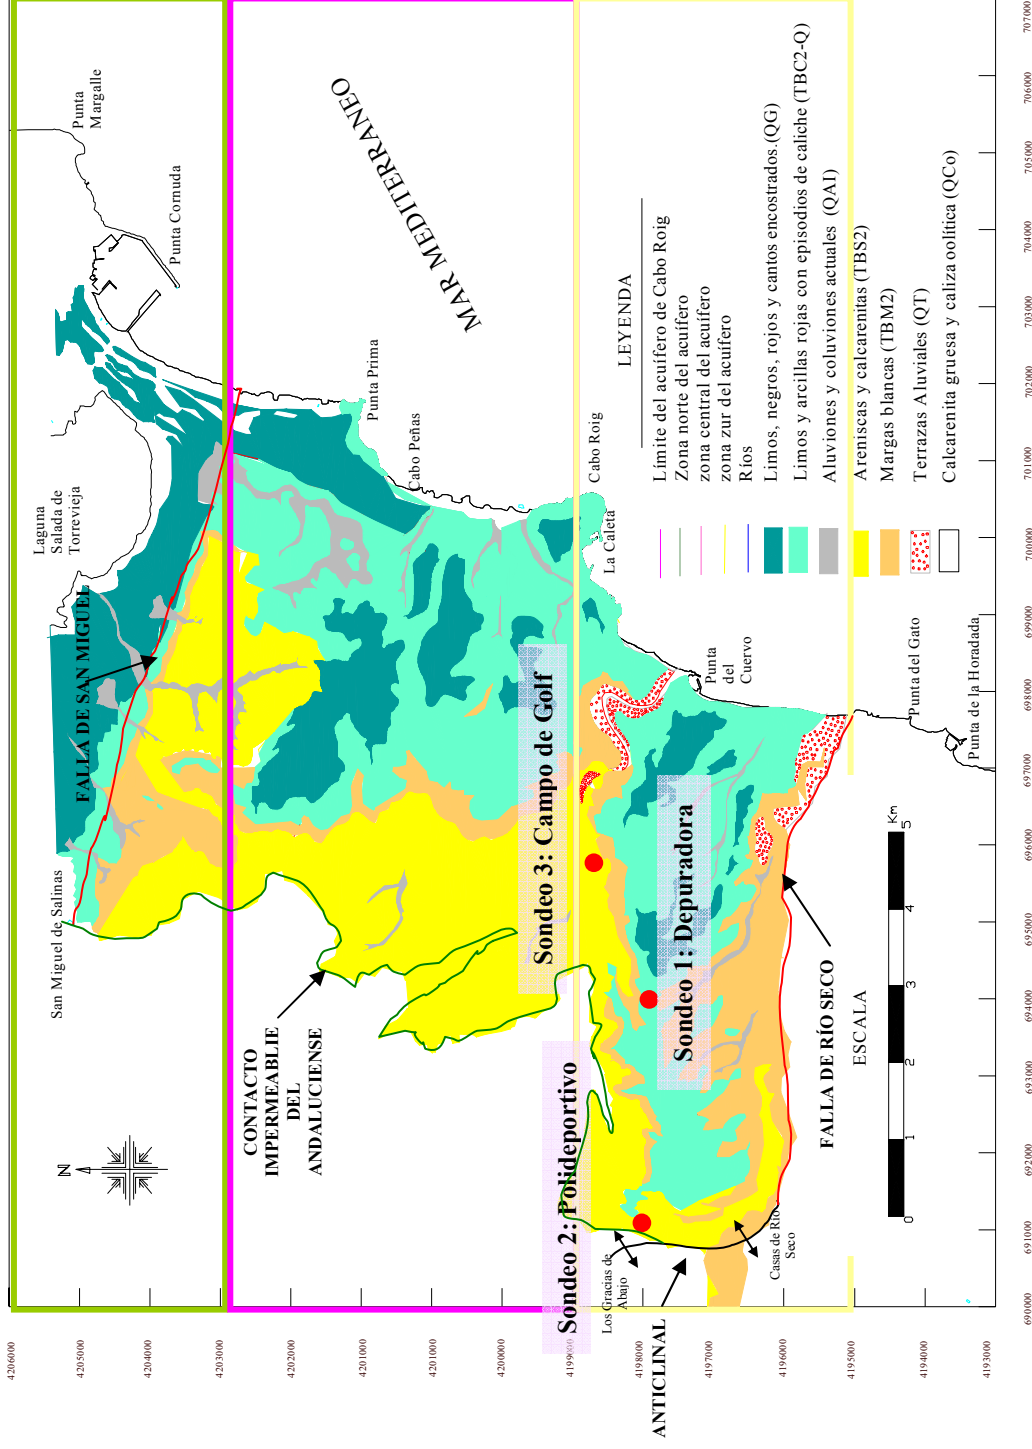 Punta
Margalle
Punta Cornuda
Laguna
Salada de
Torrevieja
MAR MEDITERRANEO
Punta Prima
Cabo Peñas
Cabo Roig
La Caleta
Punta
del
Cuervo
Punta del Gato
Punta de la Horadada
San Miguel de Salinas
FALLA DE SAN MIGUEL
CONTACTO
IMPERMEABLIE
DEL
ANDALUCIENSE
N
Sondeo 3: Campo de Golf
Sondeo 2: Polideportivo
Sondeo 1: Depuradora
Los Gracias de
Abajo
Casas de Río
Seco
ANTICLINAL
FALLA DE RÍO SECO
ESCALA
0
1
2
3
4
5
Km
LEYENDA
Límite del acuífero de Cabo Roig
Zona norte del acuífero
zona central del acuífero
zona zur del acuífero
Ríos
Limos, negros, rojos y cantos encostrados.(QG)
Limos y arcillas rojas con episodios de caliche (TBC2-Q)
Aluviones y coluviones actuales (QAI)
Areniscas y calcarenitas (TBS2)
Margas blancas (TBM2)
Terrazas Aluviales (QT)
Calcarenita gruesa y caliza oolítica (QCo)
4206000
4205000
4204000
4203000
4202000
4201000
4201000
4200000
4199000
4198000
4197000
4196000
4195000
4194000
4193000
690000
691000
692000
693000
694000
695000
696000
697000
698000
699000
700000
701000
702000
703000
704000
705000
706000
707000